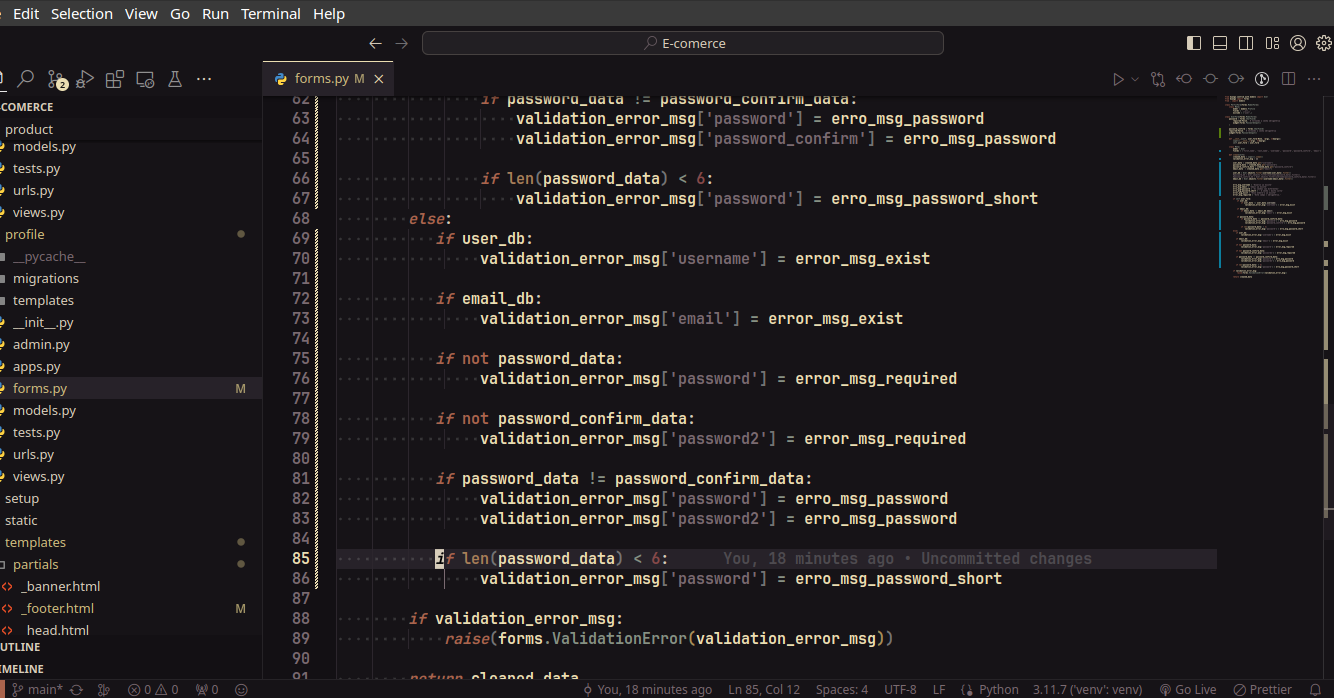 Edit Selection View Go Run Terminal Help
E-comerce
2
forms.py M
COMERCE
product
models.py
tests.py
urls.py
views.py
profile
__pycache__
migrations
templates
__init__.py
admin.py
apps.py
forms.py M
models.py
tests.py
urls.py
views.py
setup
static
templates
partials
_banner.html
_footer.html M
head.html
UTLINE
IMELINE
62 if password_data != password_confirm_data:
63 validation_error_msg['password'] = erro_msg_password
64 validation_error_msg['password_confirm'] = erro_msg_password
65
66 if len(password_data) < 6:
67 validation_error_msg['password'] = erro_msg_password_short
68 else:
69 if user_db:
70 validation_error_msg['username'] = error_msg_exist
71
72 if email_db:
73 validation_error_msg['email'] = error_msg_exist
74
75 if not password_data:
76 validation_error_msg['password'] = error_msg_required
77
78 if not password_confirm_data:
79 validation_error_msg['password2'] = error_msg_required
80
81 if password_data != password_confirm_data:
82 validation_error_msg['password'] = erro_msg_password
83 validation_error_msg['password2'] = erro_msg_password
84
85 if len(password_data) < 6: You, 18 minutes ago • Uncommitted changes
86 validation_error_msg['password'] = erro_msg_password_short
87
88 if validation_error_msg:
89 raise(forms.ValidationError(validation_error_msg))
90
91 return cleaned_data
main* 0 0 0 You, 18 minutes ago Ln 85, Col 12 Spaces: 4 UTF-8 LF Python 3.11.7 ('venv': venv) Go Live Prettier